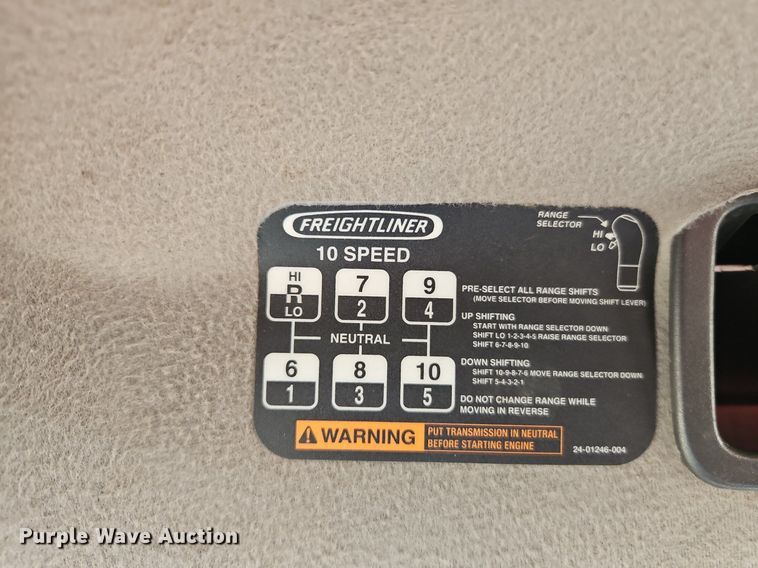 FREIGHTLINER
10 SPEED
RANGE
SELECTOR
HI
LO
HI
R
LO
7
2
9
4
NEUTRAL
6
1
8
3
10
5
PRE-SELECT ALL RANGE SHIFTS
(MOVE SELECTOR BEFORE MOVING SHIFT LEVER)
UP SHIFTING
START WITH RANGE SELECTOR DOWN
SHIFT LO 1-2-3-4-5 RAISE RANGE SELECTOR
SHIFT 6-7-8-9-10
DOWN SHIFTING
SHIFT 10-9-8-7-6 MOVE RANGE SELECTOR DOWN
SHIFT 5-4-3-2-1
DO NOT CHANGE RANGE WHILE
MOVING IN REVERSE
WARNING
PUT TRANSMISSION IN NEUTRAL
BEFORE STARTING ENGINE
24-01246-004
Purple Wave Auction